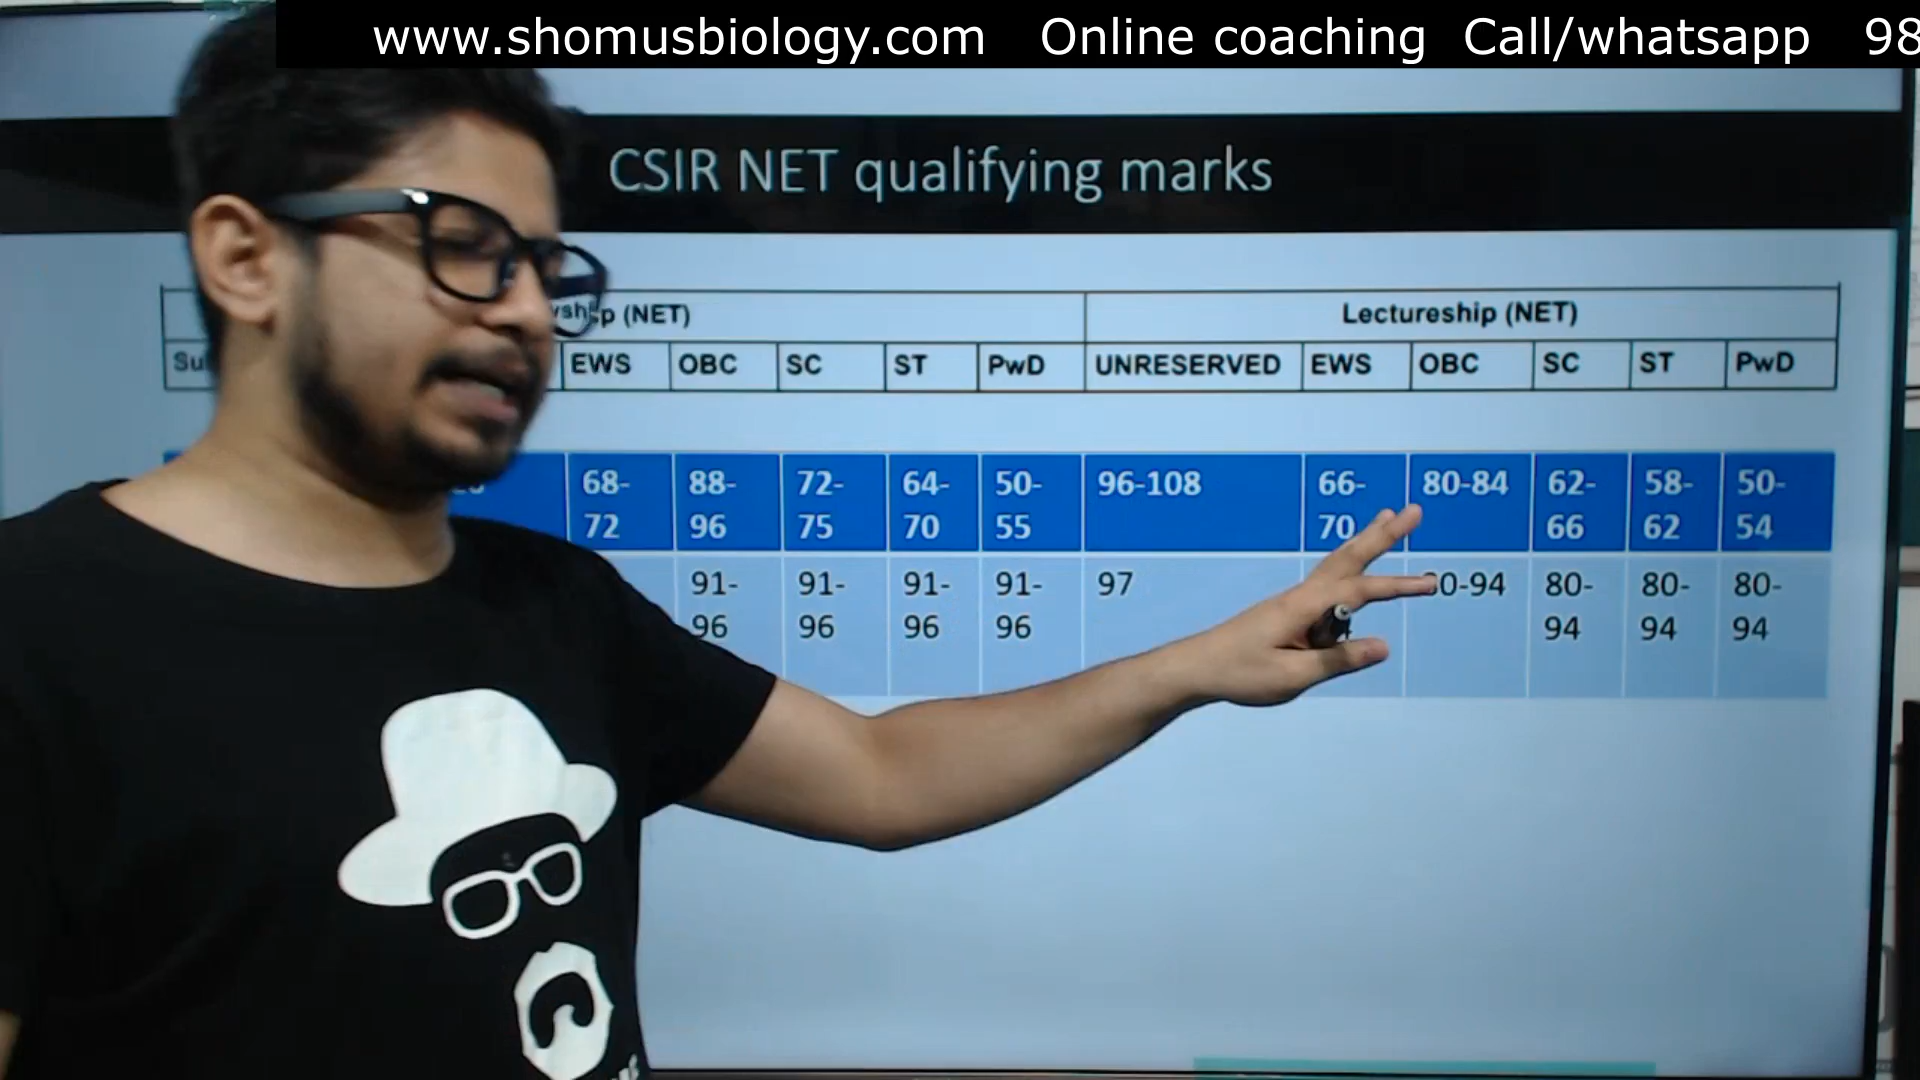 www.shomusbiology.com Online coaching Call/whatsapp 98
CSIR NET qualifying marks
(NET) Lectureship (NET)
EWS OBC SC ST PwD UNRESERVED EWS OBC SC ST PwD
68- 88- 72- 64- 50- 96-108 66- 80-84 62- 58- 50-
72 96 75 70 55 70 66 62 54
91- 91- 91- 91- 97 80- 80- 80-
96 96 96 96 94 94 94